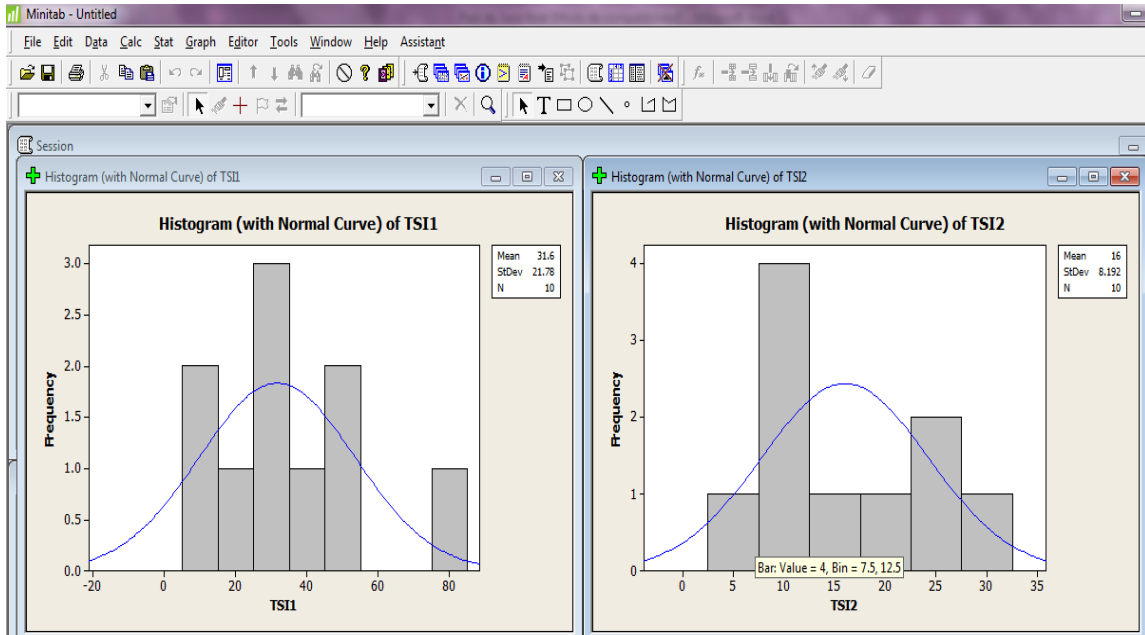 Minitab - Untitled
File Edit Data Calc Stat Graph Editor Tools Window Help Assistant
Session
Histogram (with Normal Curve) of TSI1
Histogram (with Normal Curve) of TSI1
Mean 31.6
StDev 21.78
N 10
3.0
2.5
2.0
1.5
1.0
0.5
0.0
Frequency
-20 0 20 40 60 80
TSI1
Histogram (with Normal Curve) of TSI2
Histogram (with Normal Curve) of TSI2
Mean 16
StDev 8.192
N 10
4
3
2
1
0
Frequency
Bar: Value = 4, Bin = 7.5, 12.5
0 5 10 15 20 25 30 35
TSI2